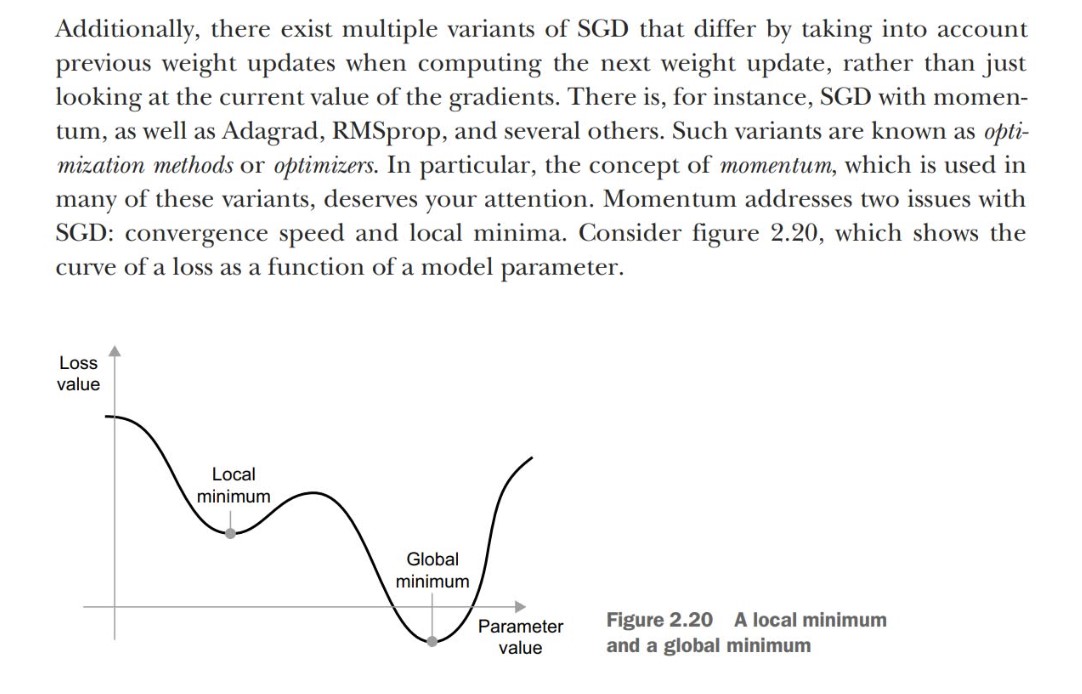 Additionally, there exist multiple variants of SGD that differ by taking into account
previous weight updates when computing the next weight update, rather than just
looking at the current value of the gradients. There is, for instance, SGD with momen-
tum, as well as Adagrad, RMSprop, and several others. Such variants are known as opti-
mization methods or optimizers. In particular, the concept of momentum, which is used in
many of these variants, deserves your attention. Momentum addresses two issues with
SGD: convergence speed and local minima. Consider figure 2.20, which shows the
curve of a loss as a function of a model parameter.
Loss
value
Local
minimum
Global
minimum
Parameter
value
Figure 2.20 A local minimum
and a global minimum